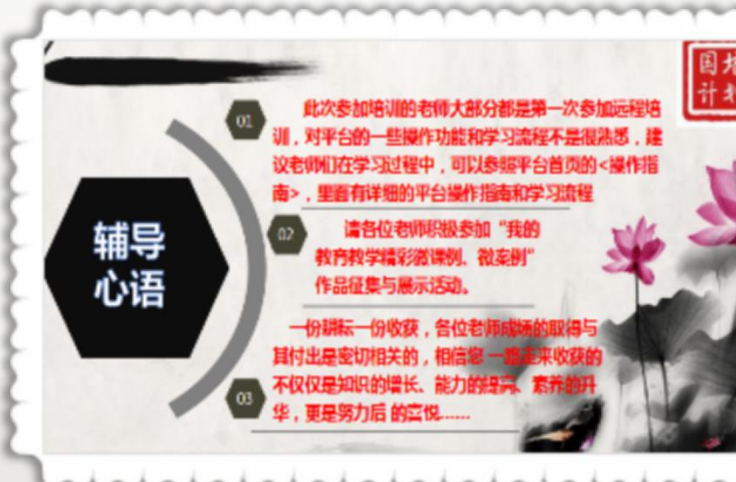 辅导
心语
01
此次参加培训的老师大部分都是第一次参加远程培
训，对平台的一些操作功能和学习流程不是很熟悉，建
议老师们在学习过程中，可以参照平台首页的<操作指
南>，里面有详细的平台操作指南和学习流程
02
请各位老师积极参加“我的
教育教学精彩微课例、微案例”
作品征集与展示活动。
03
一份耕耘一份收获，各位老师成绩的取得与
其付出是密切相关的，相信您一路走来收获的
不仅仅是知识的增长、能力的提高、素养的升
华，更是努力后 的喜悦……
国培
计划